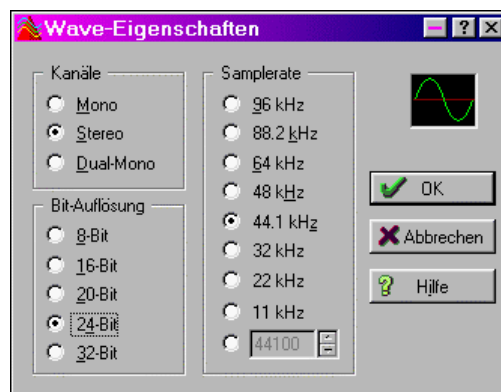 Wave-Eigenschaften
Kanäle
Mono
Stereo
Dual-Mono
Bit-Auflösung
8-Bit
16-Bit
20-Bit
24-Bit
32-Bit
Samplerate
96 kHz
88.2 kHz
64 kHz
48 kHz
44.1 kHz
32 kHz
22 kHz
11 kHz
44100
OK
Abbrechen
Hilfe